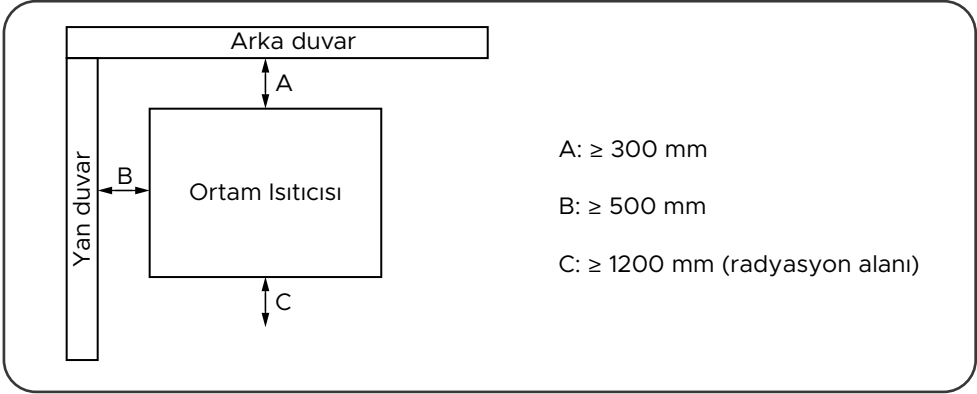 Arka duvar
A
Yan duvar
B
Ortam Isıtıcısı
C
A: ≥ 300 mm
B: ≥ 500 mm
C: ≥ 1200 mm (radyasyon alanı)